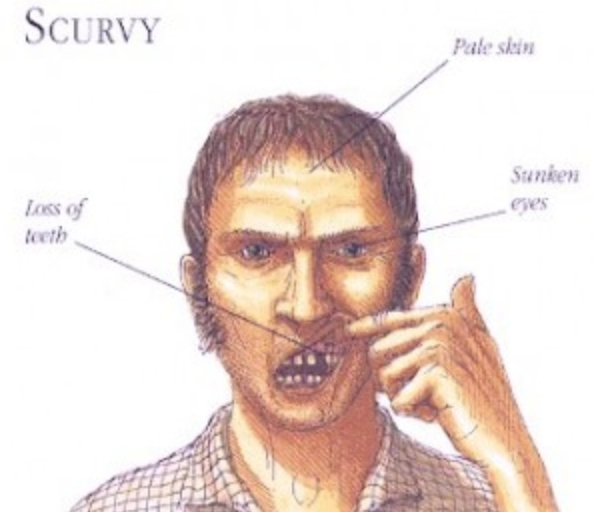 SCURVY
Pale skin
Sunken
eyes
Loss of
teeth